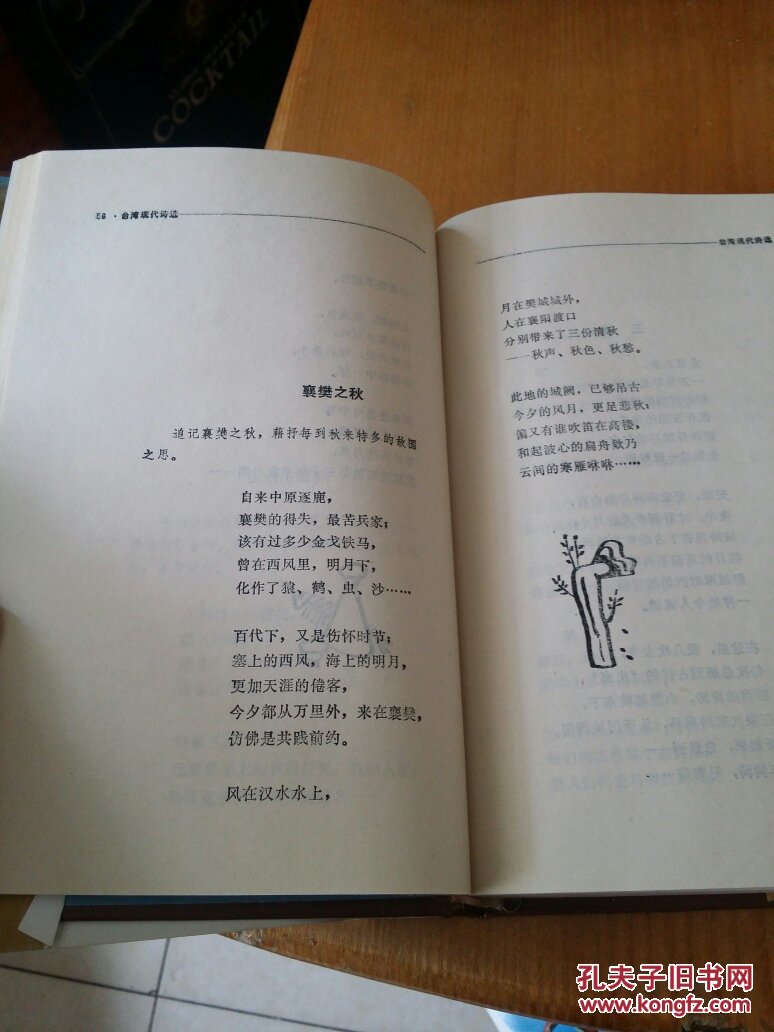 COCKTAIL
56 · 台湾现代诗选
襄樊之秋
追记襄樊之秋，藉抒每到秋来特多的故国
之思。
自来中原逐鹿，
襄樊的得失，最苦兵家；
该有过多少金戈铁马，
曾在西风里，明月下，
化作了猿、鹤、虫、沙……
百代下，又是伤怀时节；
塞上的西风，海上的明月，
更加天涯的倦客，
今夕都从万里外，来在襄樊，
仿佛是共践前约。
风在汉水水上，
台湾现代诗选
月在樊城城外，
人在襄阳渡口
分别带来了三份清秋
——秋声、秋色、秋愁。
此地的城阙，已够吊古
今夕的风月，更足悲秋；
偏又有谁吹笛在高楼，
和起波心的扁舟欸乃
云间的寒雁咻咻……
孔夫子旧书网
www.kongfz.com